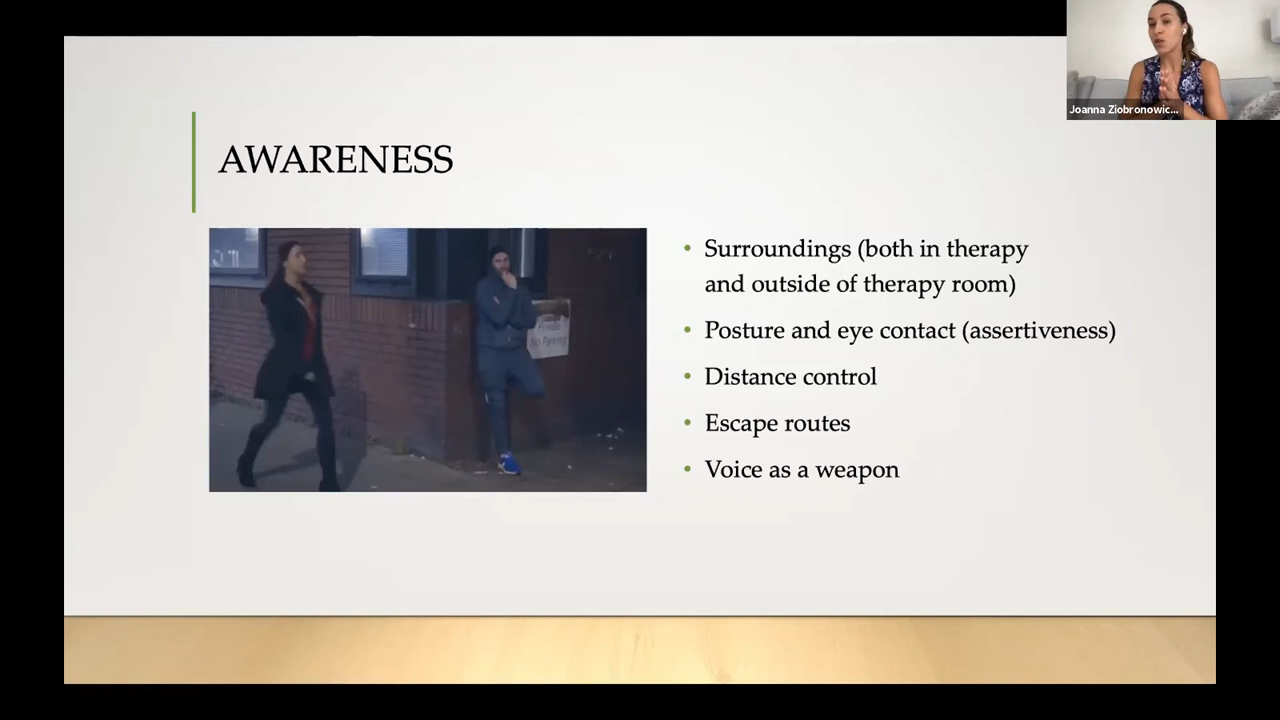 Joanna Ziobronowic...
AWARENESS
Private
No Parking
• Surroundings (both in therapy
and outside of therapy room)
• Posture and eye contact (assertiveness)
• Distance control
• Escape routes
• Voice as a weapon